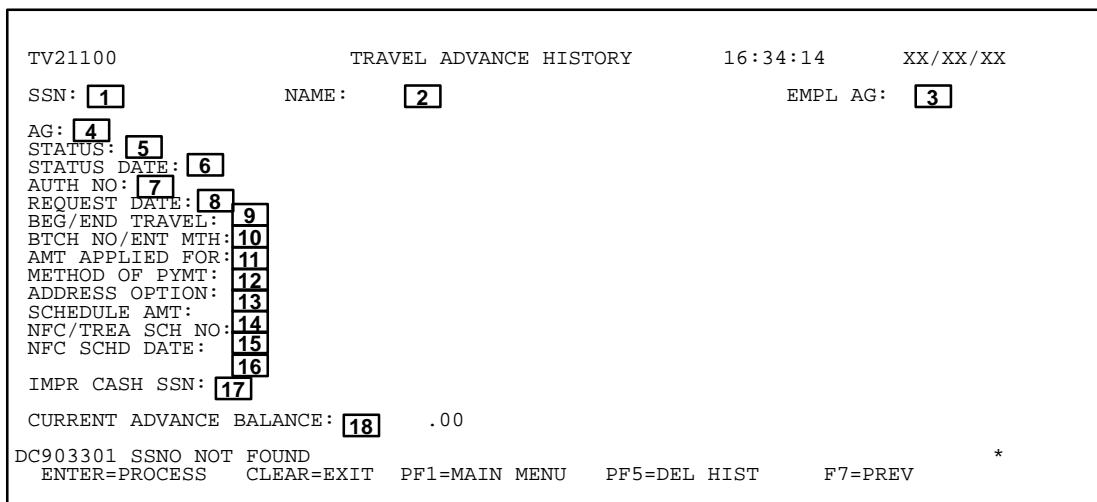 TV21100 TRAVEL ADVANCE HISTORY 16:34:14 XX/XX/XX
SSN: 1 NAME: 2 EMPL AG: 3
AG: 4
STATUS: 5
STATUS DATE: 6
AUTH NO: 7
REQUEST DATE: 8
BEG/END TRAVEL: 9
BTCH NO/ENT MTH: 10
AMT APPLIED FOR: 11
METHOD OF PYMT: 12
ADDRESS OPTION: 13
SCHEDULE AMT: 14
NFC/TREA SCH NO: 15
NFC SCHD DATE: 16
IMPR CASH SSN: 17
CURRENT ADVANCE BALANCE: 18 .00
DC903301 SSNO NOT FOUND *
ENTER=PROCESS CLEAR=EXIT PF1=MAIN MENU PF5=DEL HIST F7=PREV